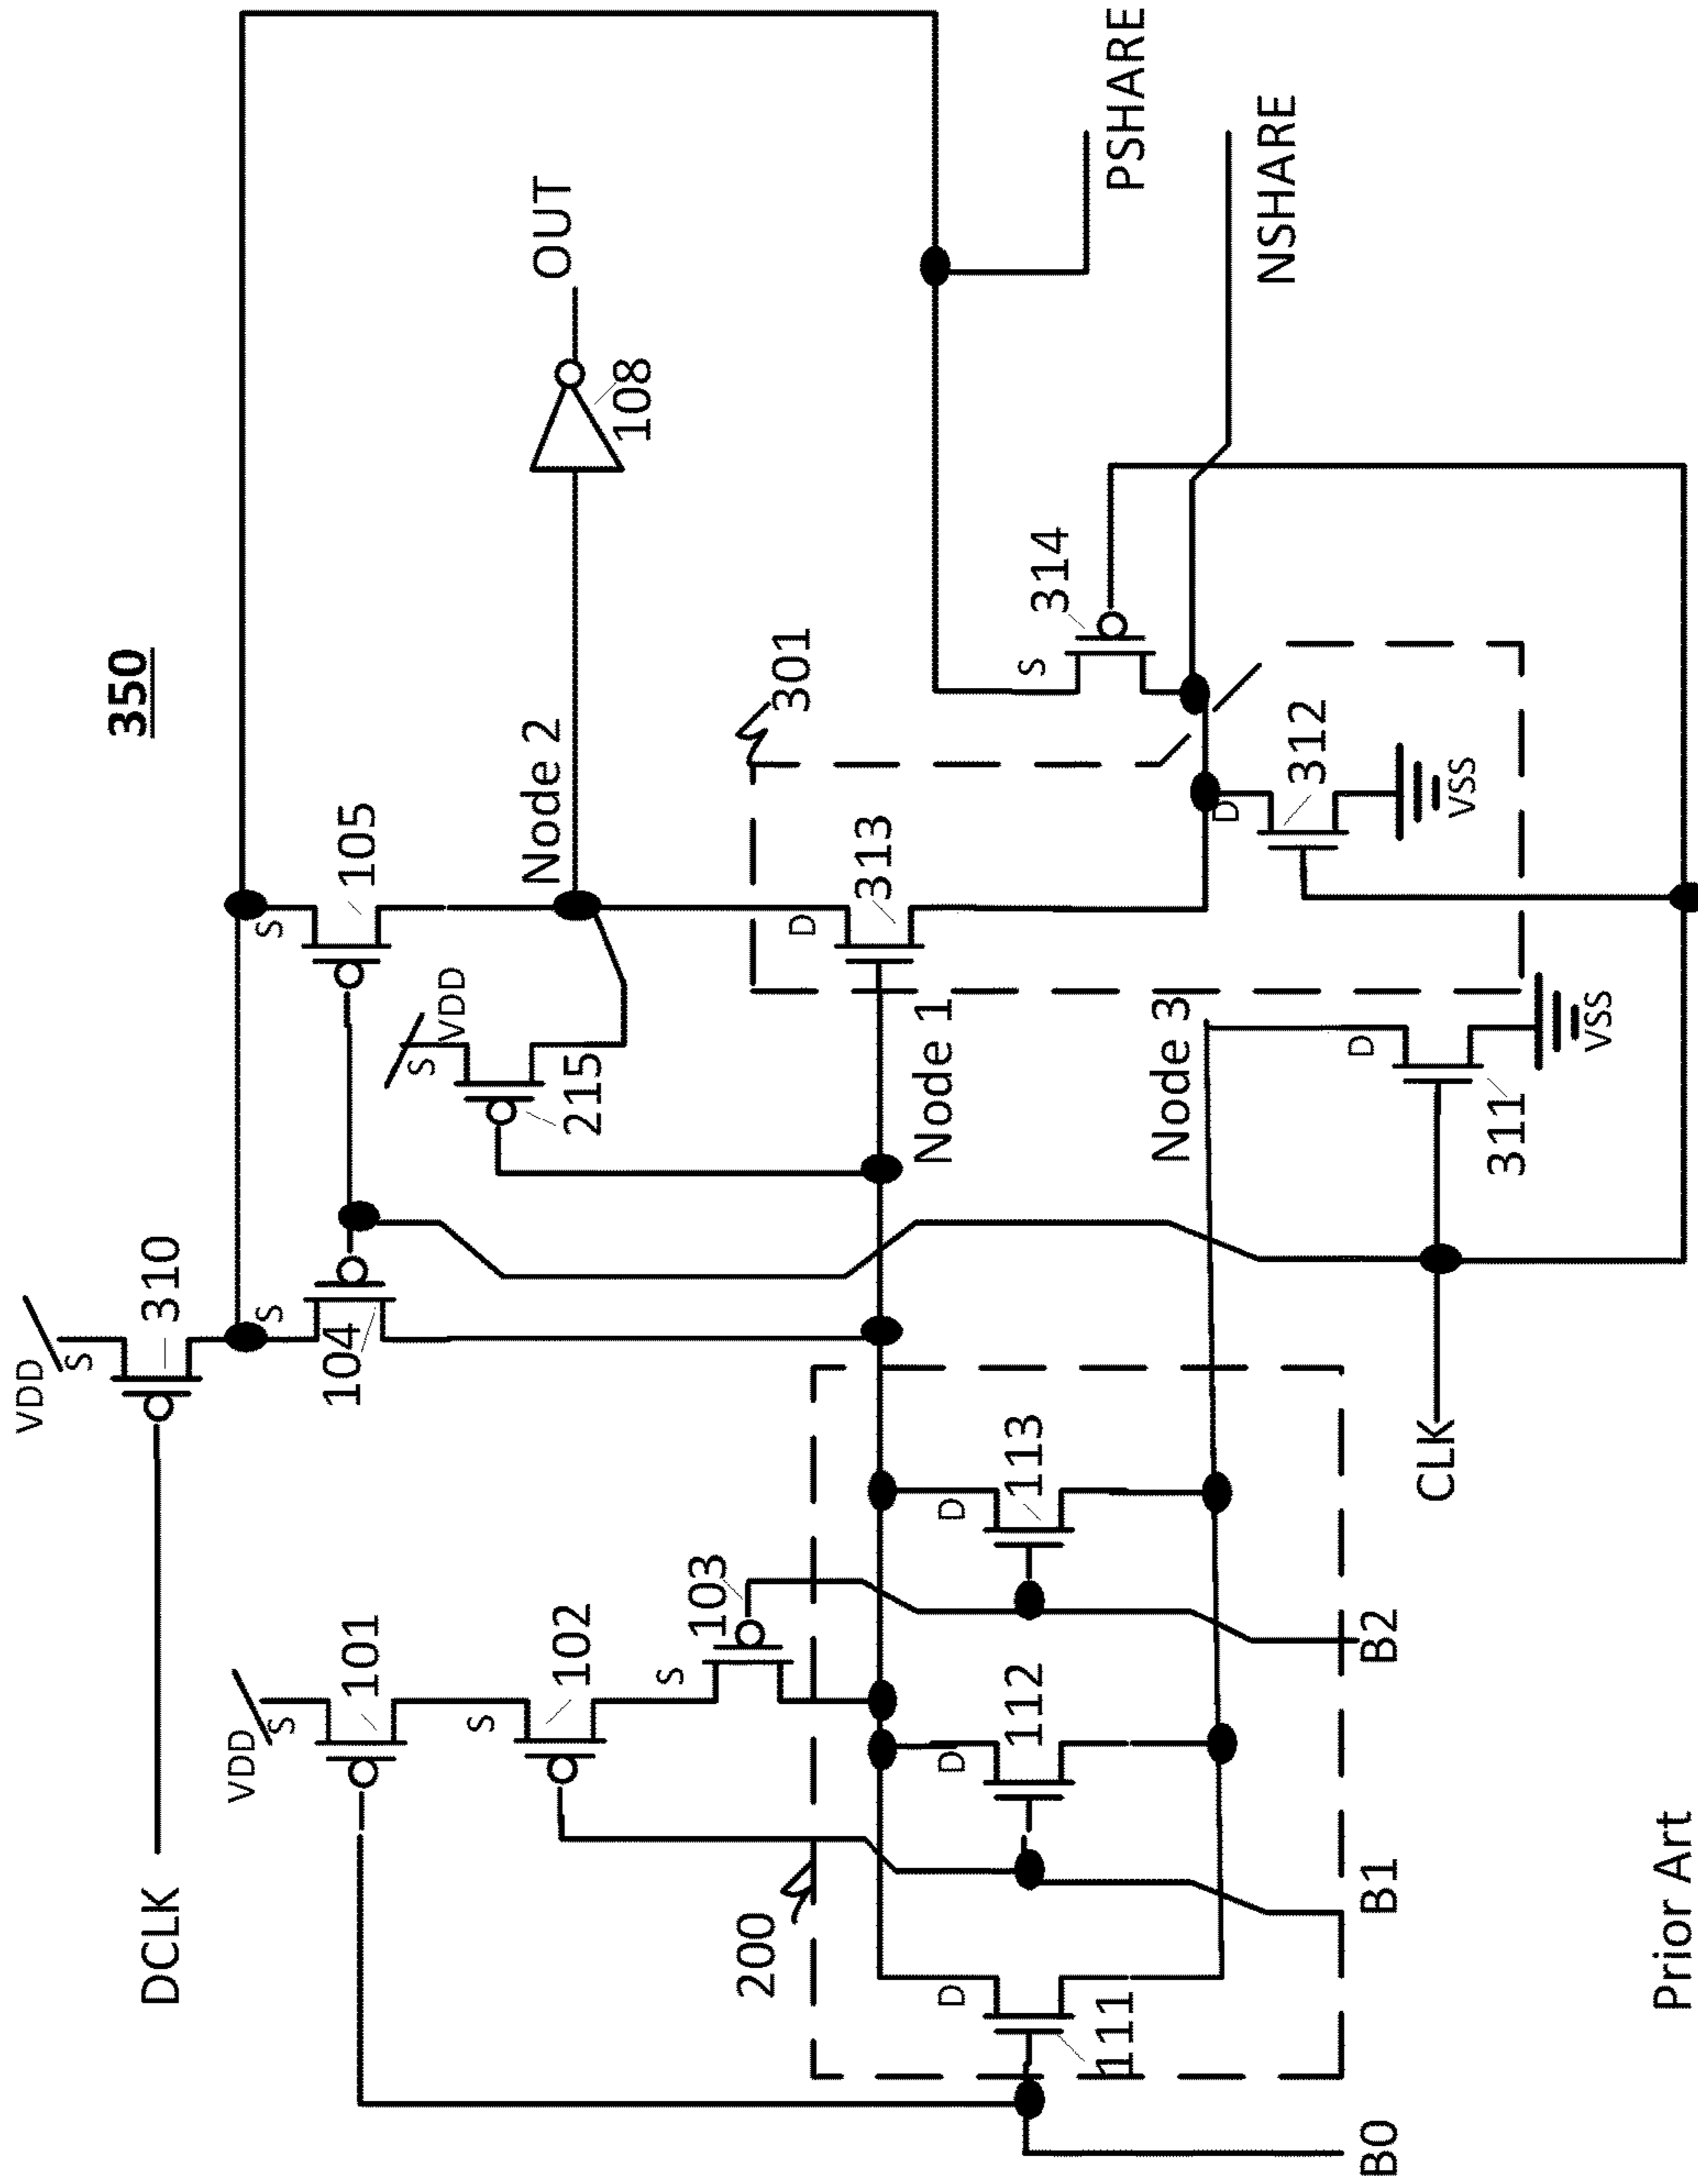 350
VDD
S
310
DCLK
VDD
S
101
S
102
S
103
S
104
S
105
VDD
S
215
Node 2
OUT
108
PSHARE
NSHARE
301
200
D
111
D
112
D
113
Node 1
D
313
S
314
Node 3
D
312
VSS
D
311
VSS
CLK
B0
B1
B2
Prior Art